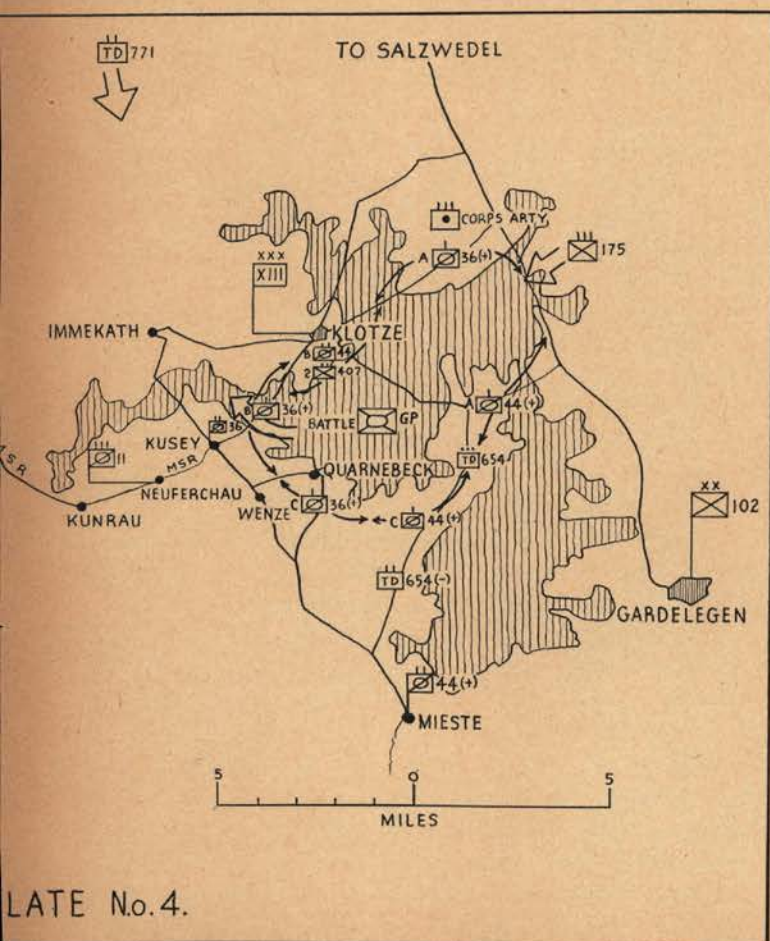 TD 771
TO SALZWEDEL
CORPS ARTY
A 36(+)
175
XXX
XIII
IMMEKATH
KLOTZE
B 44
2 407
B 36(+)
A 44(+)
BATTLE GP
36
KUSEY
TD 654
11
MSR
QUARNEBECK
MSR
NEUFERCHAU
KUNRAU
WENZE
C 36(+)
C 44(+)
XX
102
TD 654(-)
GARDELEGEN
44(+)
MIESTE
5 0 5
MILES
LATE No. 4.